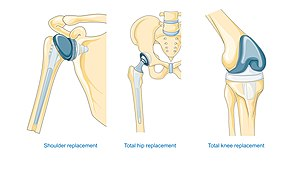 Shoulder replacement
Total hip replacement
Total knee replacement